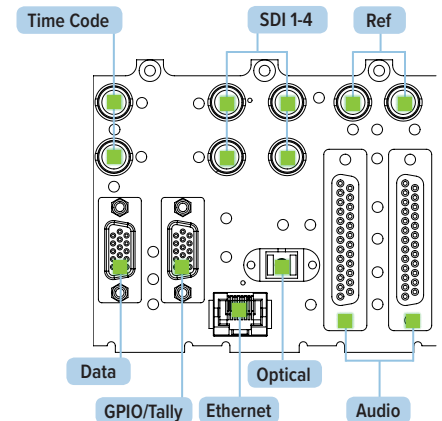 Time Code
SDI 1-4
Ref
Data
Optical
GPIO/Tally
Ethernet
Audio